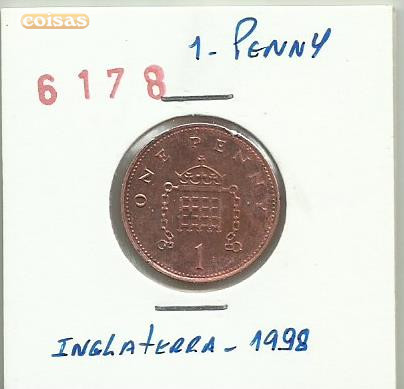 coisas
1 - PENNY
6178
ONE PENNY
1
INGLATERRA - 1998